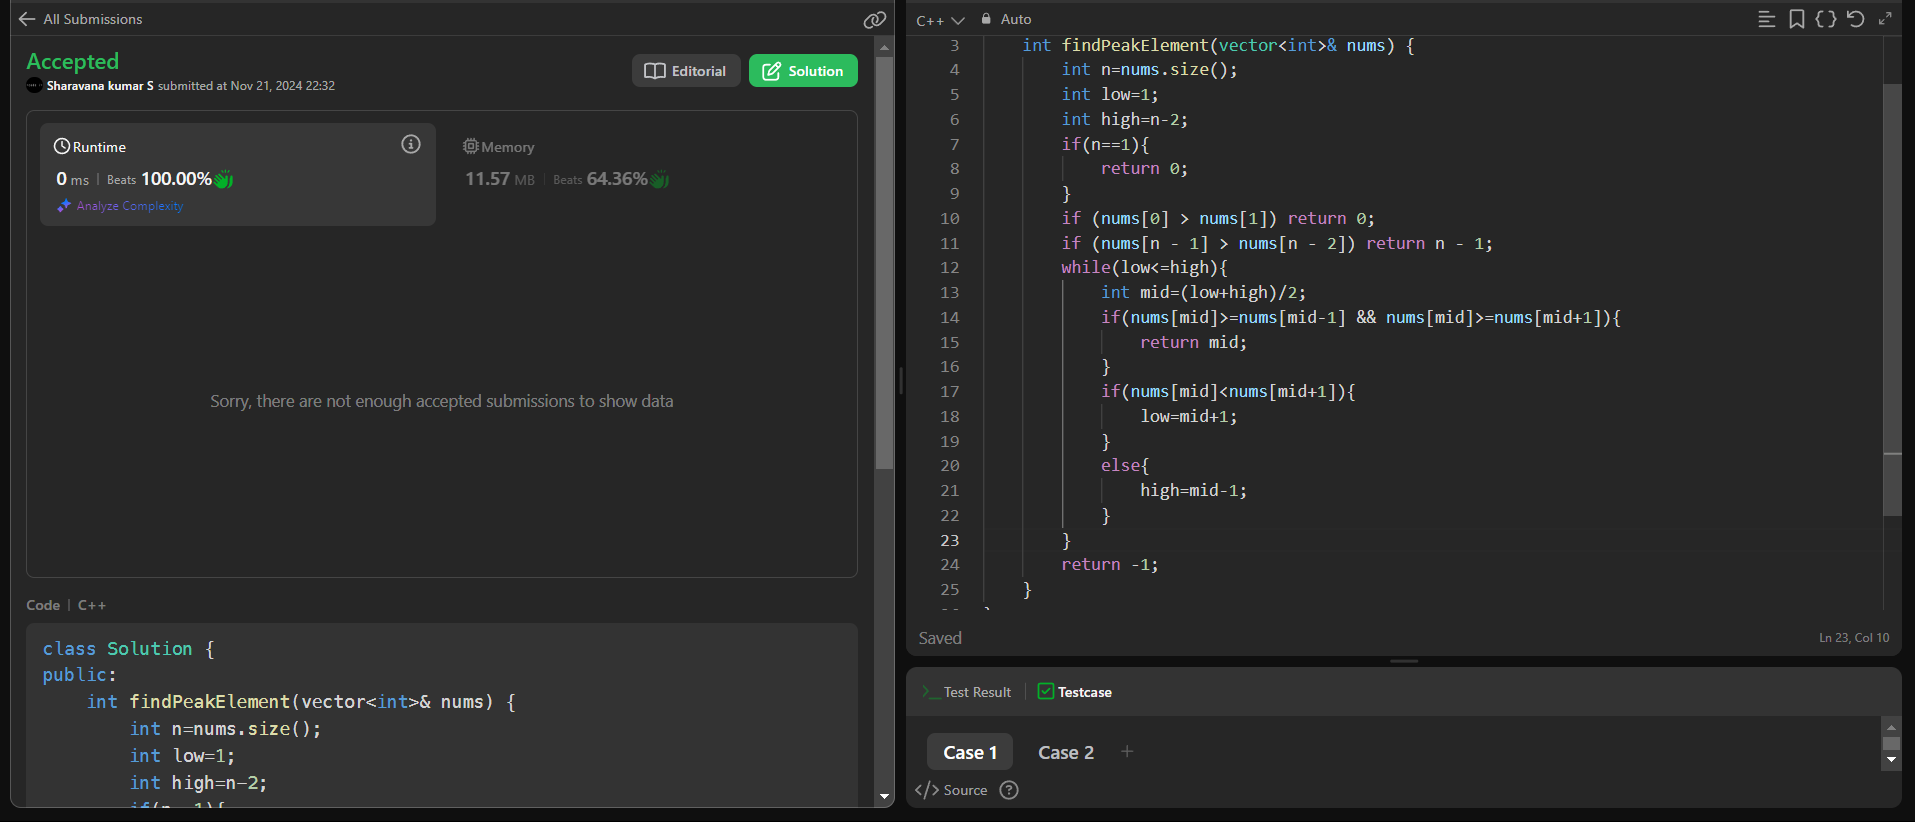 All Submissions
Accepted
Sharavana kumar S submitted at Nov 21, 2024 22:32
Editorial
Solution
Runtime
0 ms | Beats 100.00%
Analyze Complexity
Memory
11.57 MB | Beats 64.36%
Sorry, there are not enough accepted submissions to show data
Code | C++
class Solution {
public:
    int findPeakElement(vector<int>& nums) {
        int n=nums.size();
        int low=1;
        int high=n-2;
C++ Auto
3     int findPeakElement(vector<int>& nums) {
4         int n=nums.size();
5         int low=1;
6         int high=n-2;
7         if(n==1){
8             return 0;
9         }
10         if (nums[0] > nums[1]) return 0;
11         if (nums[n - 1] > nums[n - 2]) return n - 1;
12         while(low<=high){
13             int mid=(low+high)/2;
14             if(nums[mid]>=nums[mid-1] && nums[mid]>=nums[mid+1]){
15                 return mid;
16             }
17             if(nums[mid]<nums[mid+1]){
18                 low=mid+1;
19             }
20             else{
21                 high=mid-1;
22             }
23         }
24         return -1;
25     }
Saved
Ln 23, Col 10
Test Result | Testcase
Case 1 Case 2 +
</> Source ?